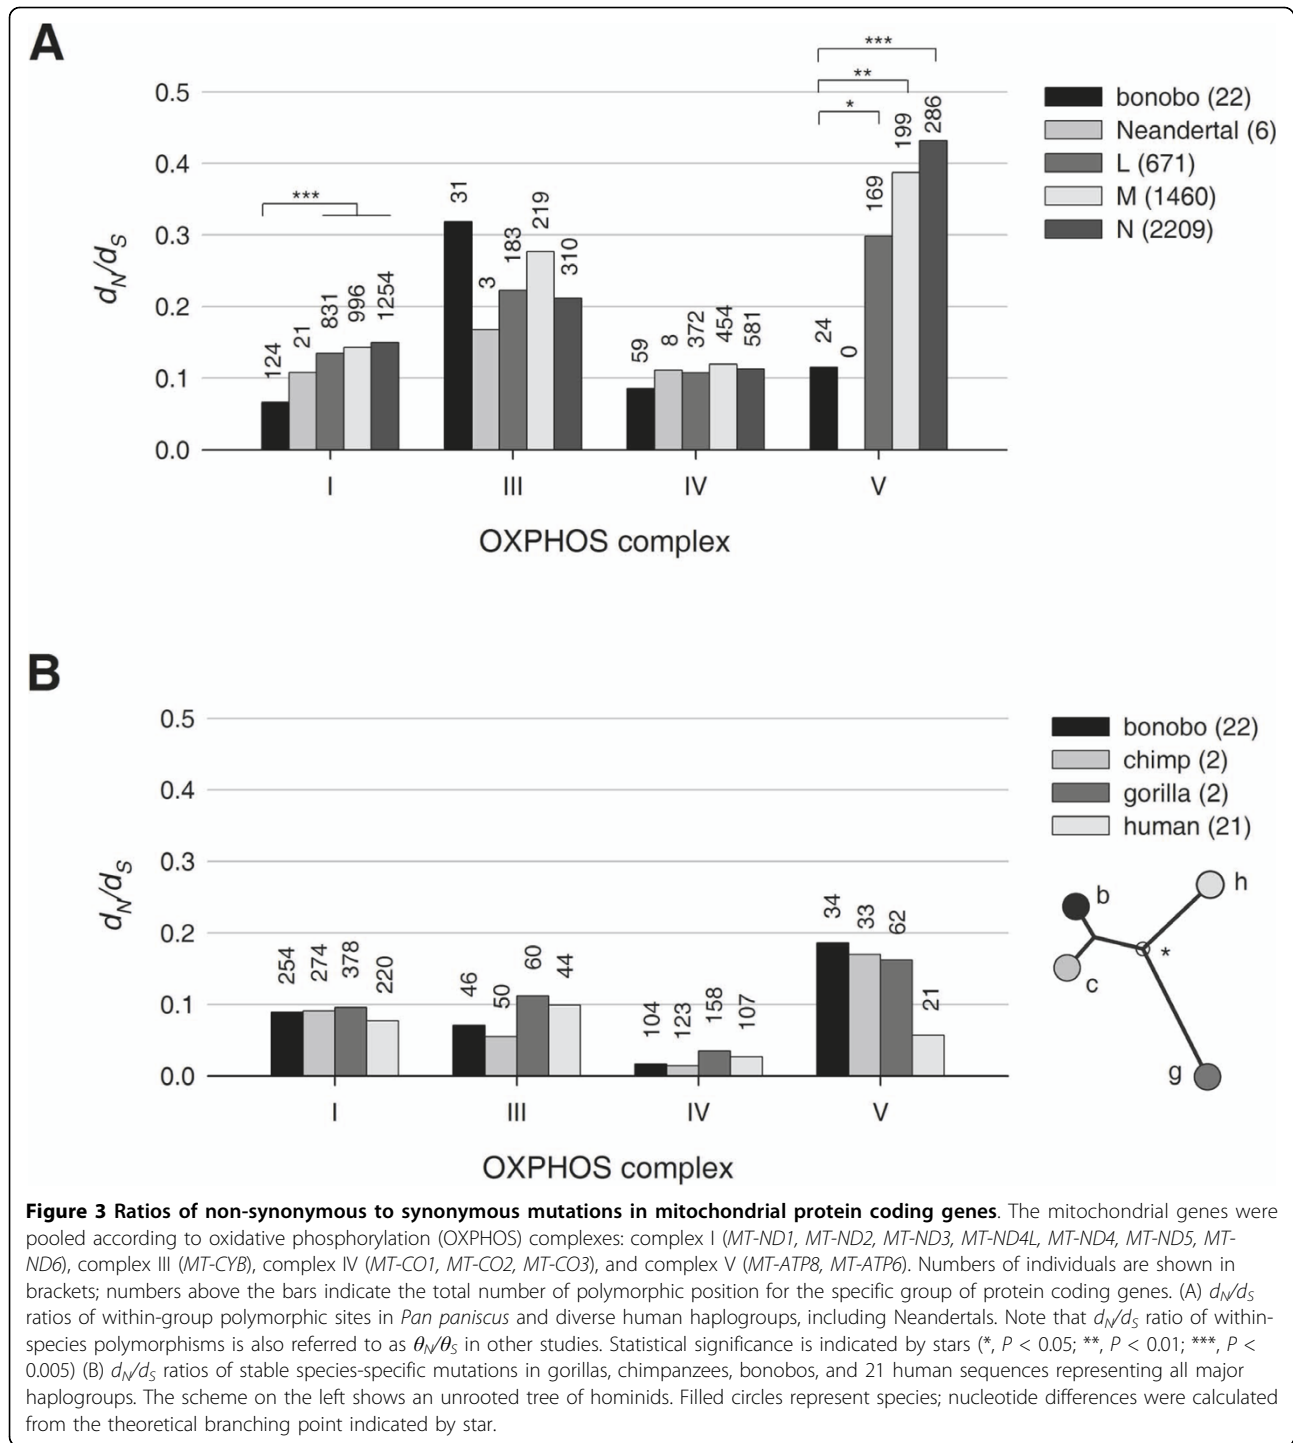 A
***
**
*
***
0.5
0.4
0.3
0.2
0.1
0.0
dN/dS
124
21
831
996
1254
31
3
183
219
310
59
8
372
454
581
24
0
169
199
286
I
III
IV
V
OXPHOS complex
bonobo (22)
Neandertal (6)
L (671)
M (1460)
N (2209)
B
0.5
0.4
0.3
0.2
0.1
0.0
dN/dS
254
274
378
220
46
50
60
44
104
123
158
107
34
33
62
21
I
III
IV
V
OXPHOS complex
bonobo (22)
chimp (2)
gorilla (2)
human (21)
b
h
*
c
g
Figure 3 Ratios of non-synonymous to synonymous mutations in mitochondrial protein coding genes. The mitochondrial genes were
pooled according to oxidative phosphorylation (OXPHOS) complexes: complex I (MT-ND1, MT-ND2, MT-ND3, MT-ND4L, MT-ND4, MT-ND5, MT-
ND6), complex III (MT-CYB), complex IV (MT-CO1, MT-CO2, MT-CO3), and complex V (MT-ATP8, MT-ATP6). Numbers of individuals are shown in
brackets; numbers above the bars indicate the total number of polymorphic position for the specific group of protein coding genes. (A) dN/dS
ratios of within-group polymorphic sites in Pan paniscus and diverse human haplogroups, including Neandertals. Note that dN/dS ratio of within-
species polymorphisms is also referred to as θN/θS in other studies. Statistical significance is indicated by stars (*, P < 0.05; **, P < 0.01; ***, P <
0.005) (B) dN/dS ratios of stable species-specific mutations in gorillas, chimpanzees, bonobos, and 21 human sequences representing all major
haplogroups. The scheme on the left shows an unrooted tree of hominids. Filled circles represent species; nucleotide differences were calculated
from the theoretical branching point indicated by star.